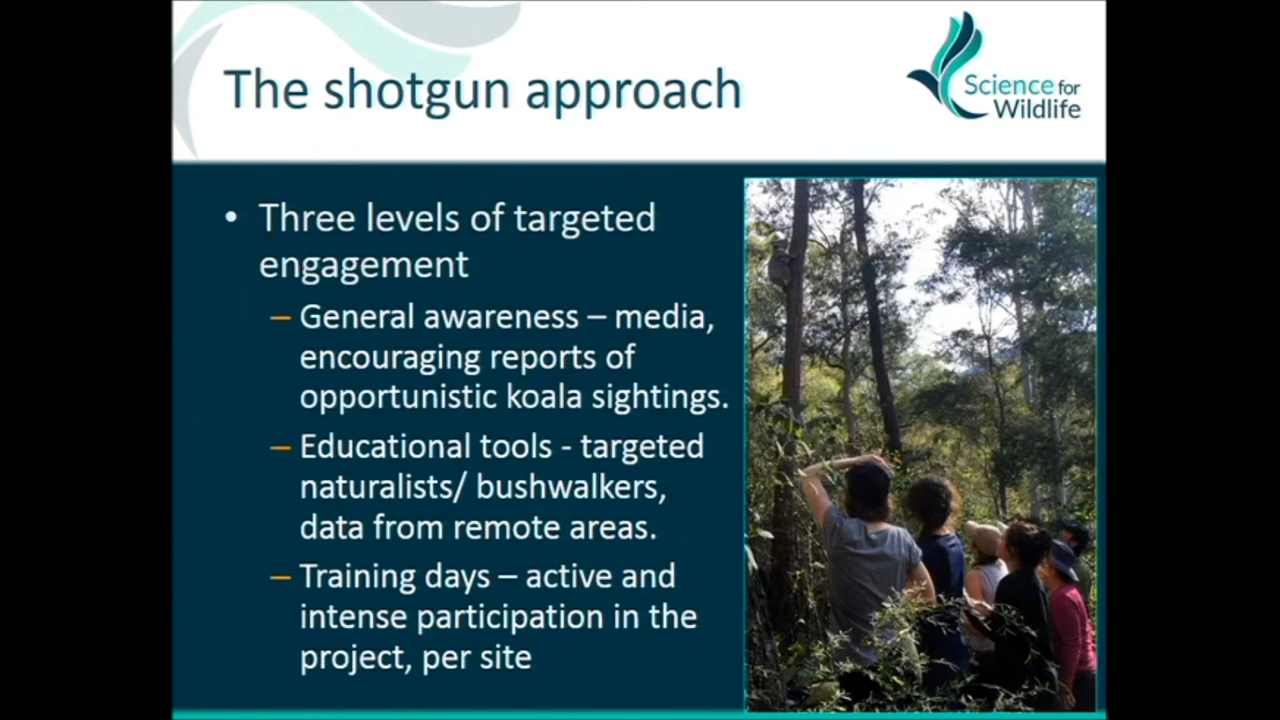 The shotgun approach
Science for
Wildlife
• Three levels of targeted
engagement
– General awareness – media,
encouraging reports of
opportunistic koala sightings.
– Educational tools - targeted
naturalists/ bushwalkers,
data from remote areas.
– Training days – active and
intense participation in the
project, per site